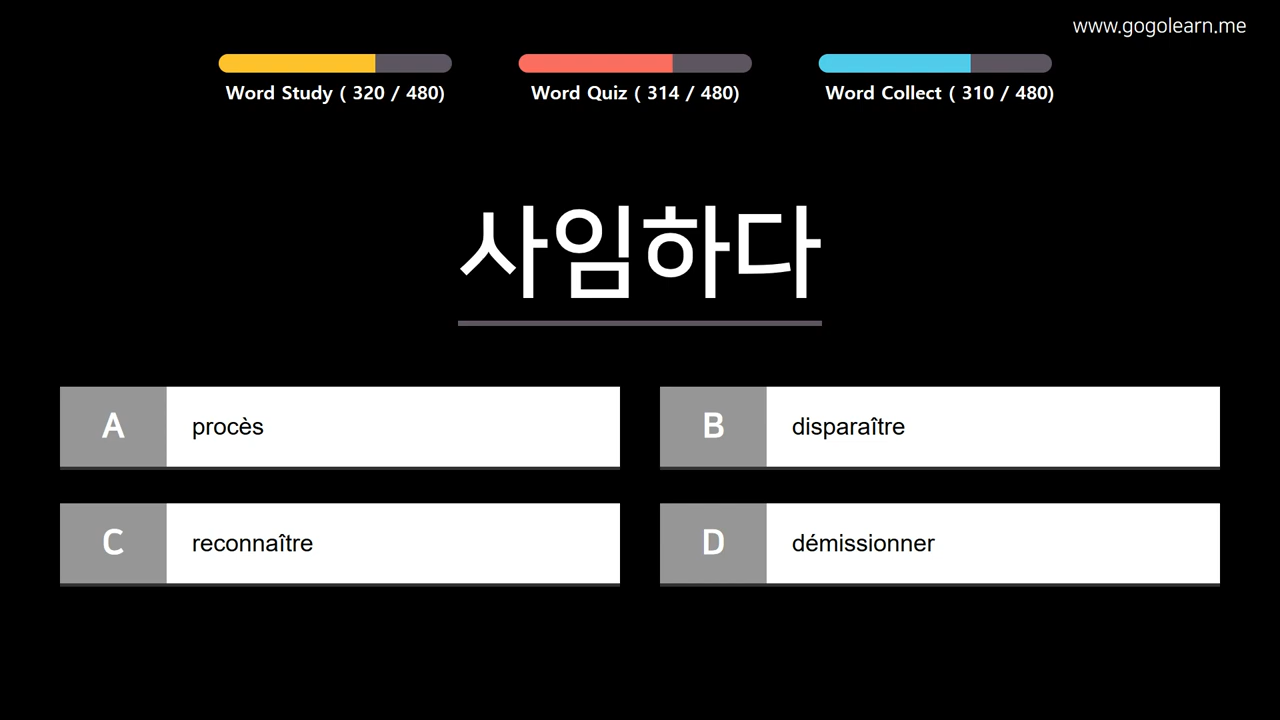 www.gogolearn.me
Word Study ( 320 / 480)
Word Quiz ( 314 / 480)
Word Collect ( 310 / 480)
사임하다
A procès
B disparaître
C reconnaître
D démissionner